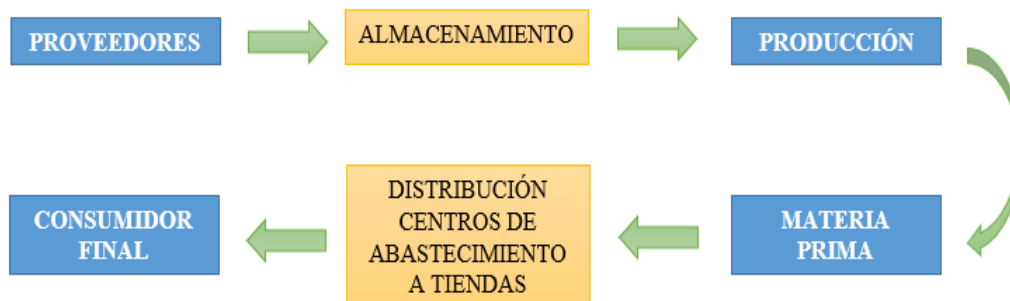 PROVEEDORES
ALMACENAMIENTO
PRODUCCIÓN
MATERIA
PRIMA
DISTRIBUCIÓN
CENTROS DE
ABASTECIMIENTO
A TIENDAS
CONSUMIDOR
FINAL